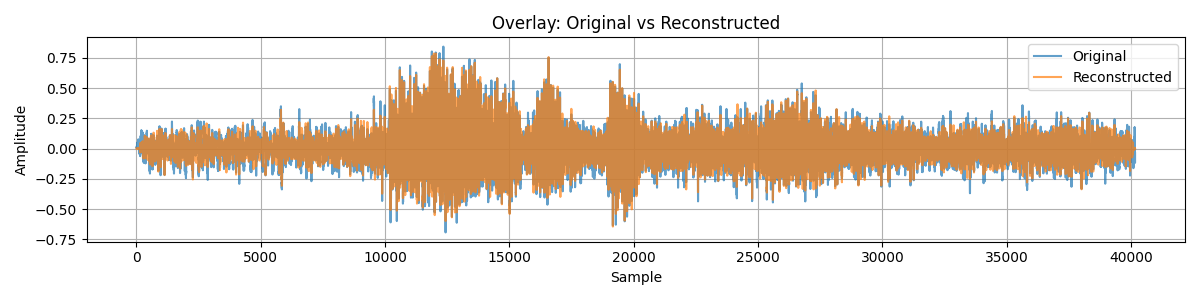 Overlay: Original vs Reconstructed
Original
Reconstructed
Amplitude
0.75
0.50
0.25
0.00
−0.25
−0.50
−0.75
0 5000 10000 15000 20000 25000 30000 35000 40000
Sample